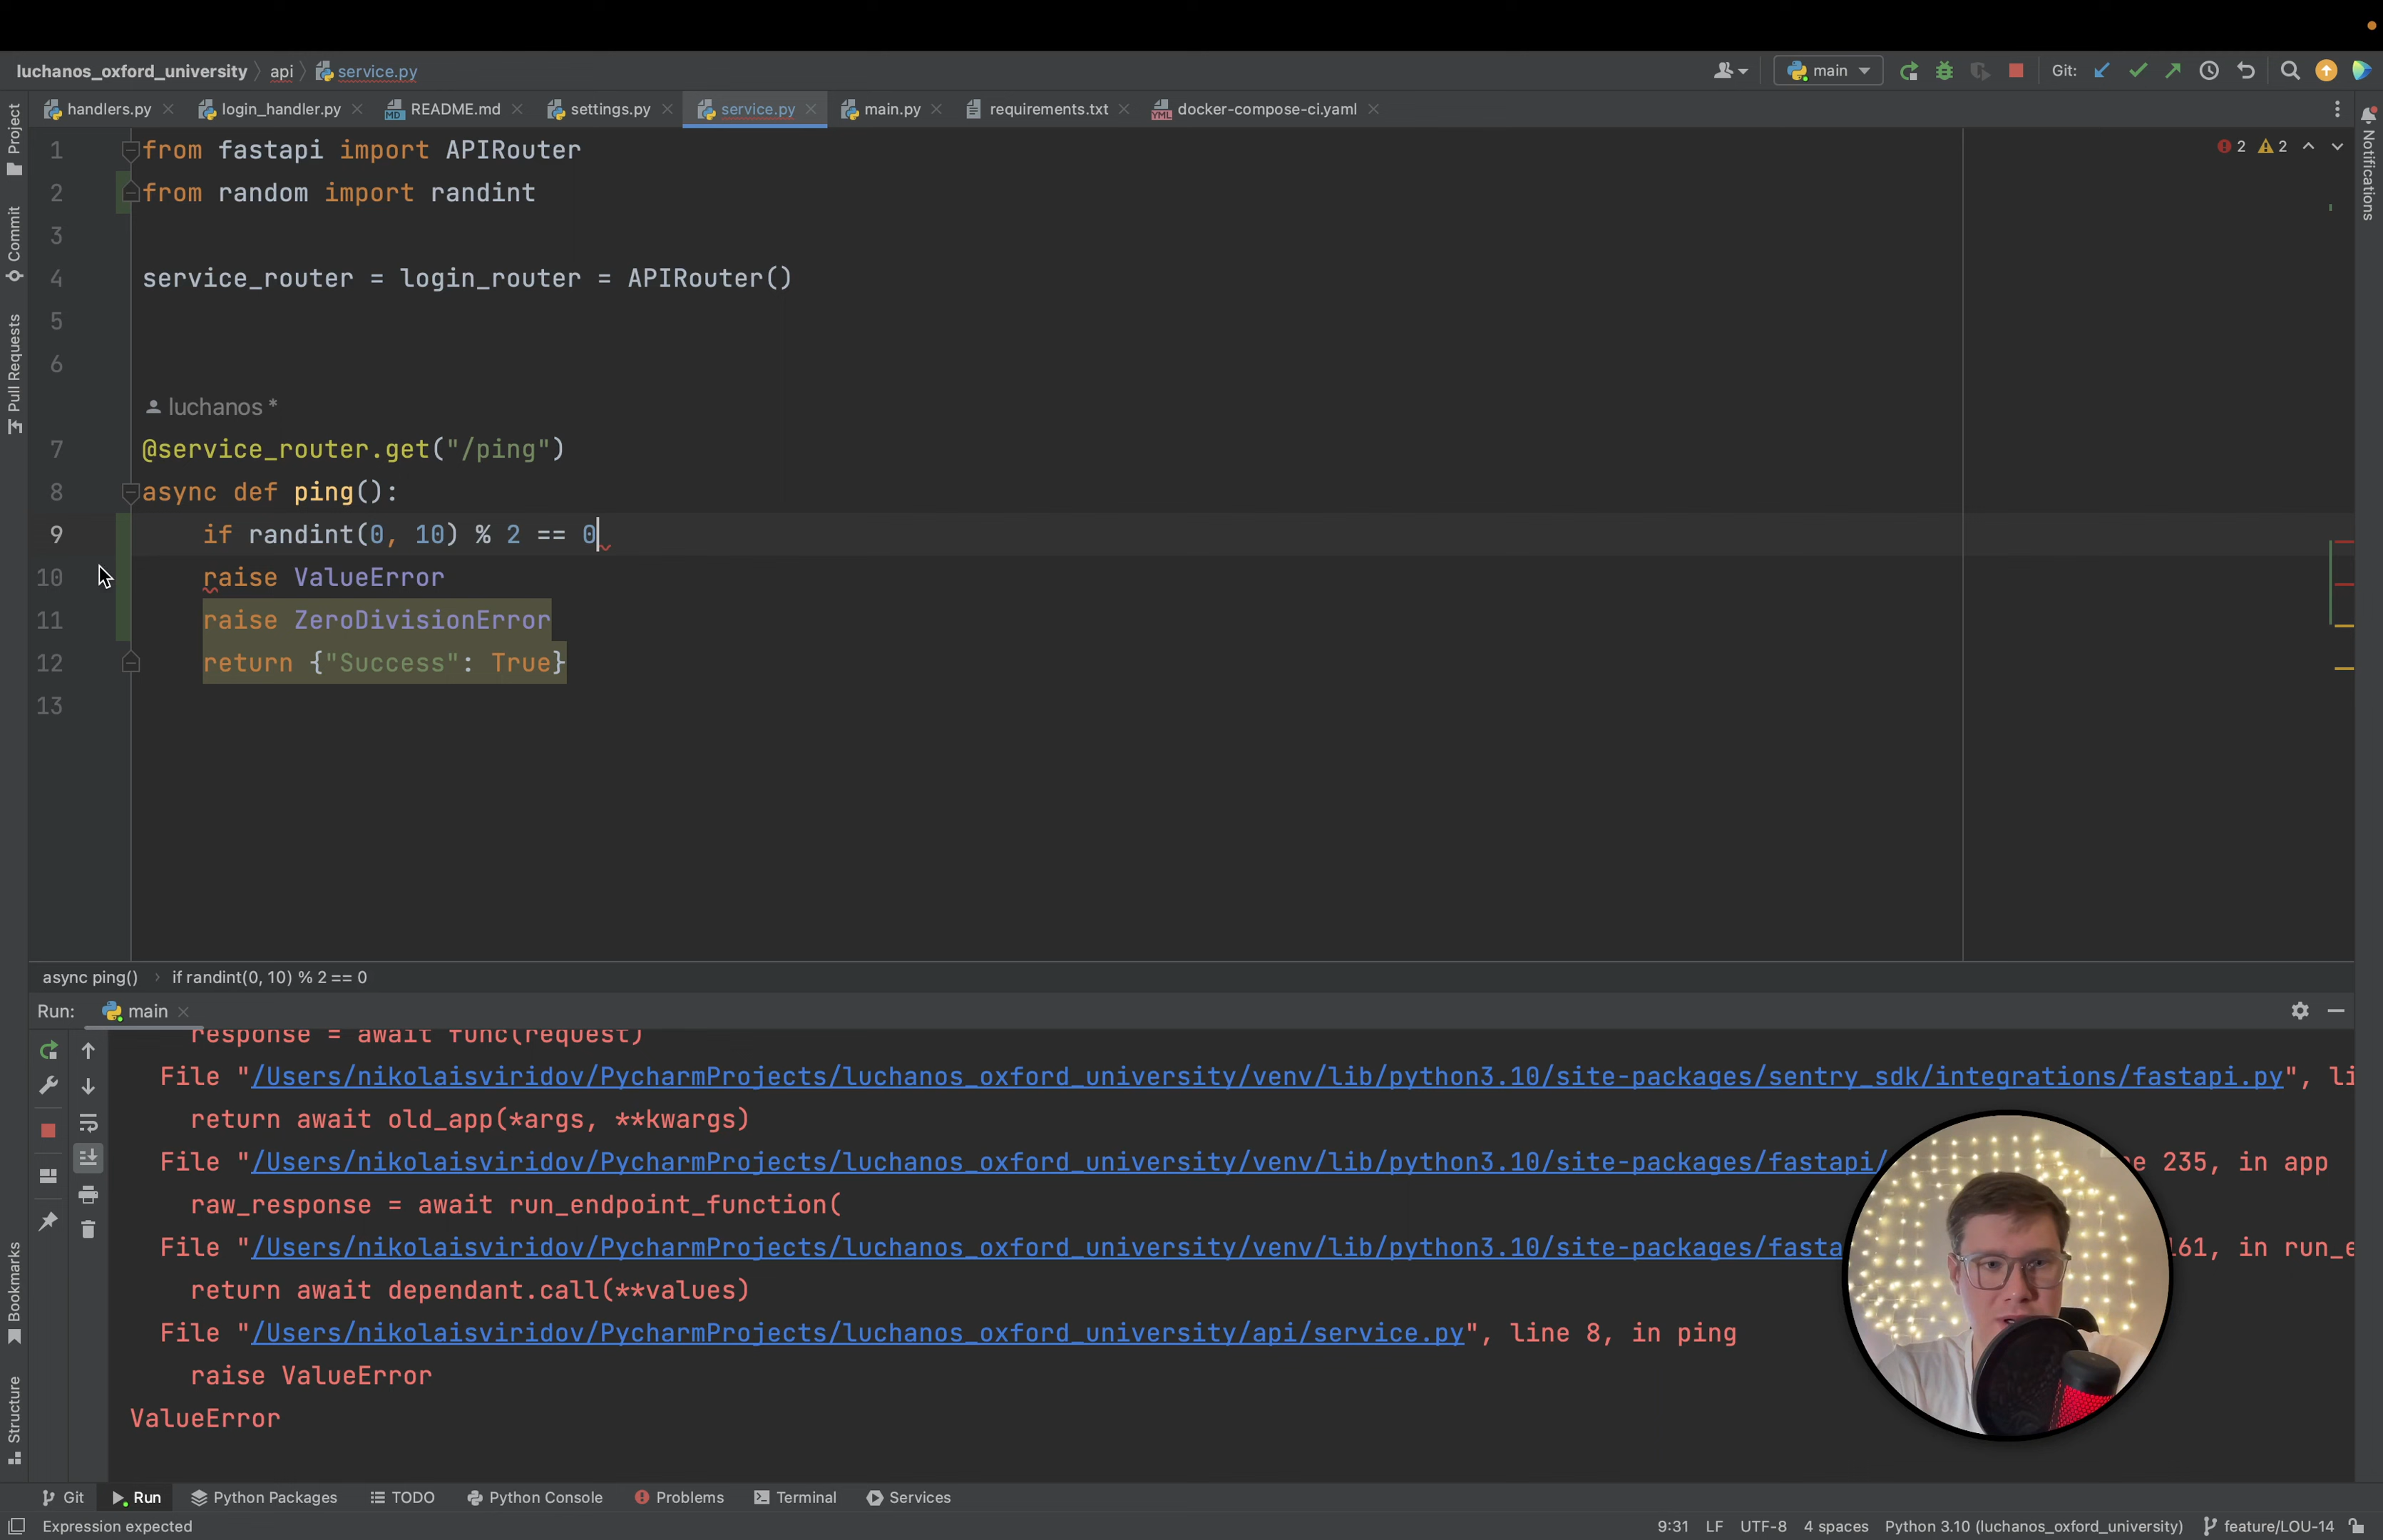 luchanos_oxford_university api service.py main Git:
handlers.py login_handler.py README.md settings.py service.py main.py requirements.txt docker-compose-ci.yaml
Project
Commit
Pull Requests
Notifications
2 2
1 from fastapi import APIRouter
2 from random import randint
3
4 service_router = login_router = APIRouter()
5
6
luchanos *
7 @service_router.get("/ping")
8 async def ping():
9 if randint(0, 10) % 2 == 0
10 raise ValueError
11 raise ZeroDivisionError
12 return {"Success": True}
13
async ping() › if randint(0, 10) % 2 == 0
Run: main
response = await func(request)
File "/Users/nikolaisviridov/PycharmProjects/luchanos_oxford_university/venv/lib/python3.10/site-packages/sentry_sdk/integrations/fastapi.py", li
return await old_app(*args, **kwargs)
File "/Users/nikolaisviridov/PycharmProjects/luchanos_oxford_university/venv/lib/python3.10/site-packages/fastapi/ e 235, in app
raw_response = await run_endpoint_function(
File "/Users/nikolaisviridov/PycharmProjects/luchanos_oxford_university/venv/lib/python3.10/site-packages/fasta 161, in run_e
return await dependant.call(**values)
File "/Users/nikolaisviridov/PycharmProjects/luchanos_oxford_university/api/service.py", line 8, in ping
raise ValueError
ValueError
Bookmarks
Structure
Git Run Python Packages TODO Python Console Problems Terminal Services
Expression expected 9:31 LF UTF-8 4 spaces Python 3.10 (luchanos_oxford_university) feature/LOU-14